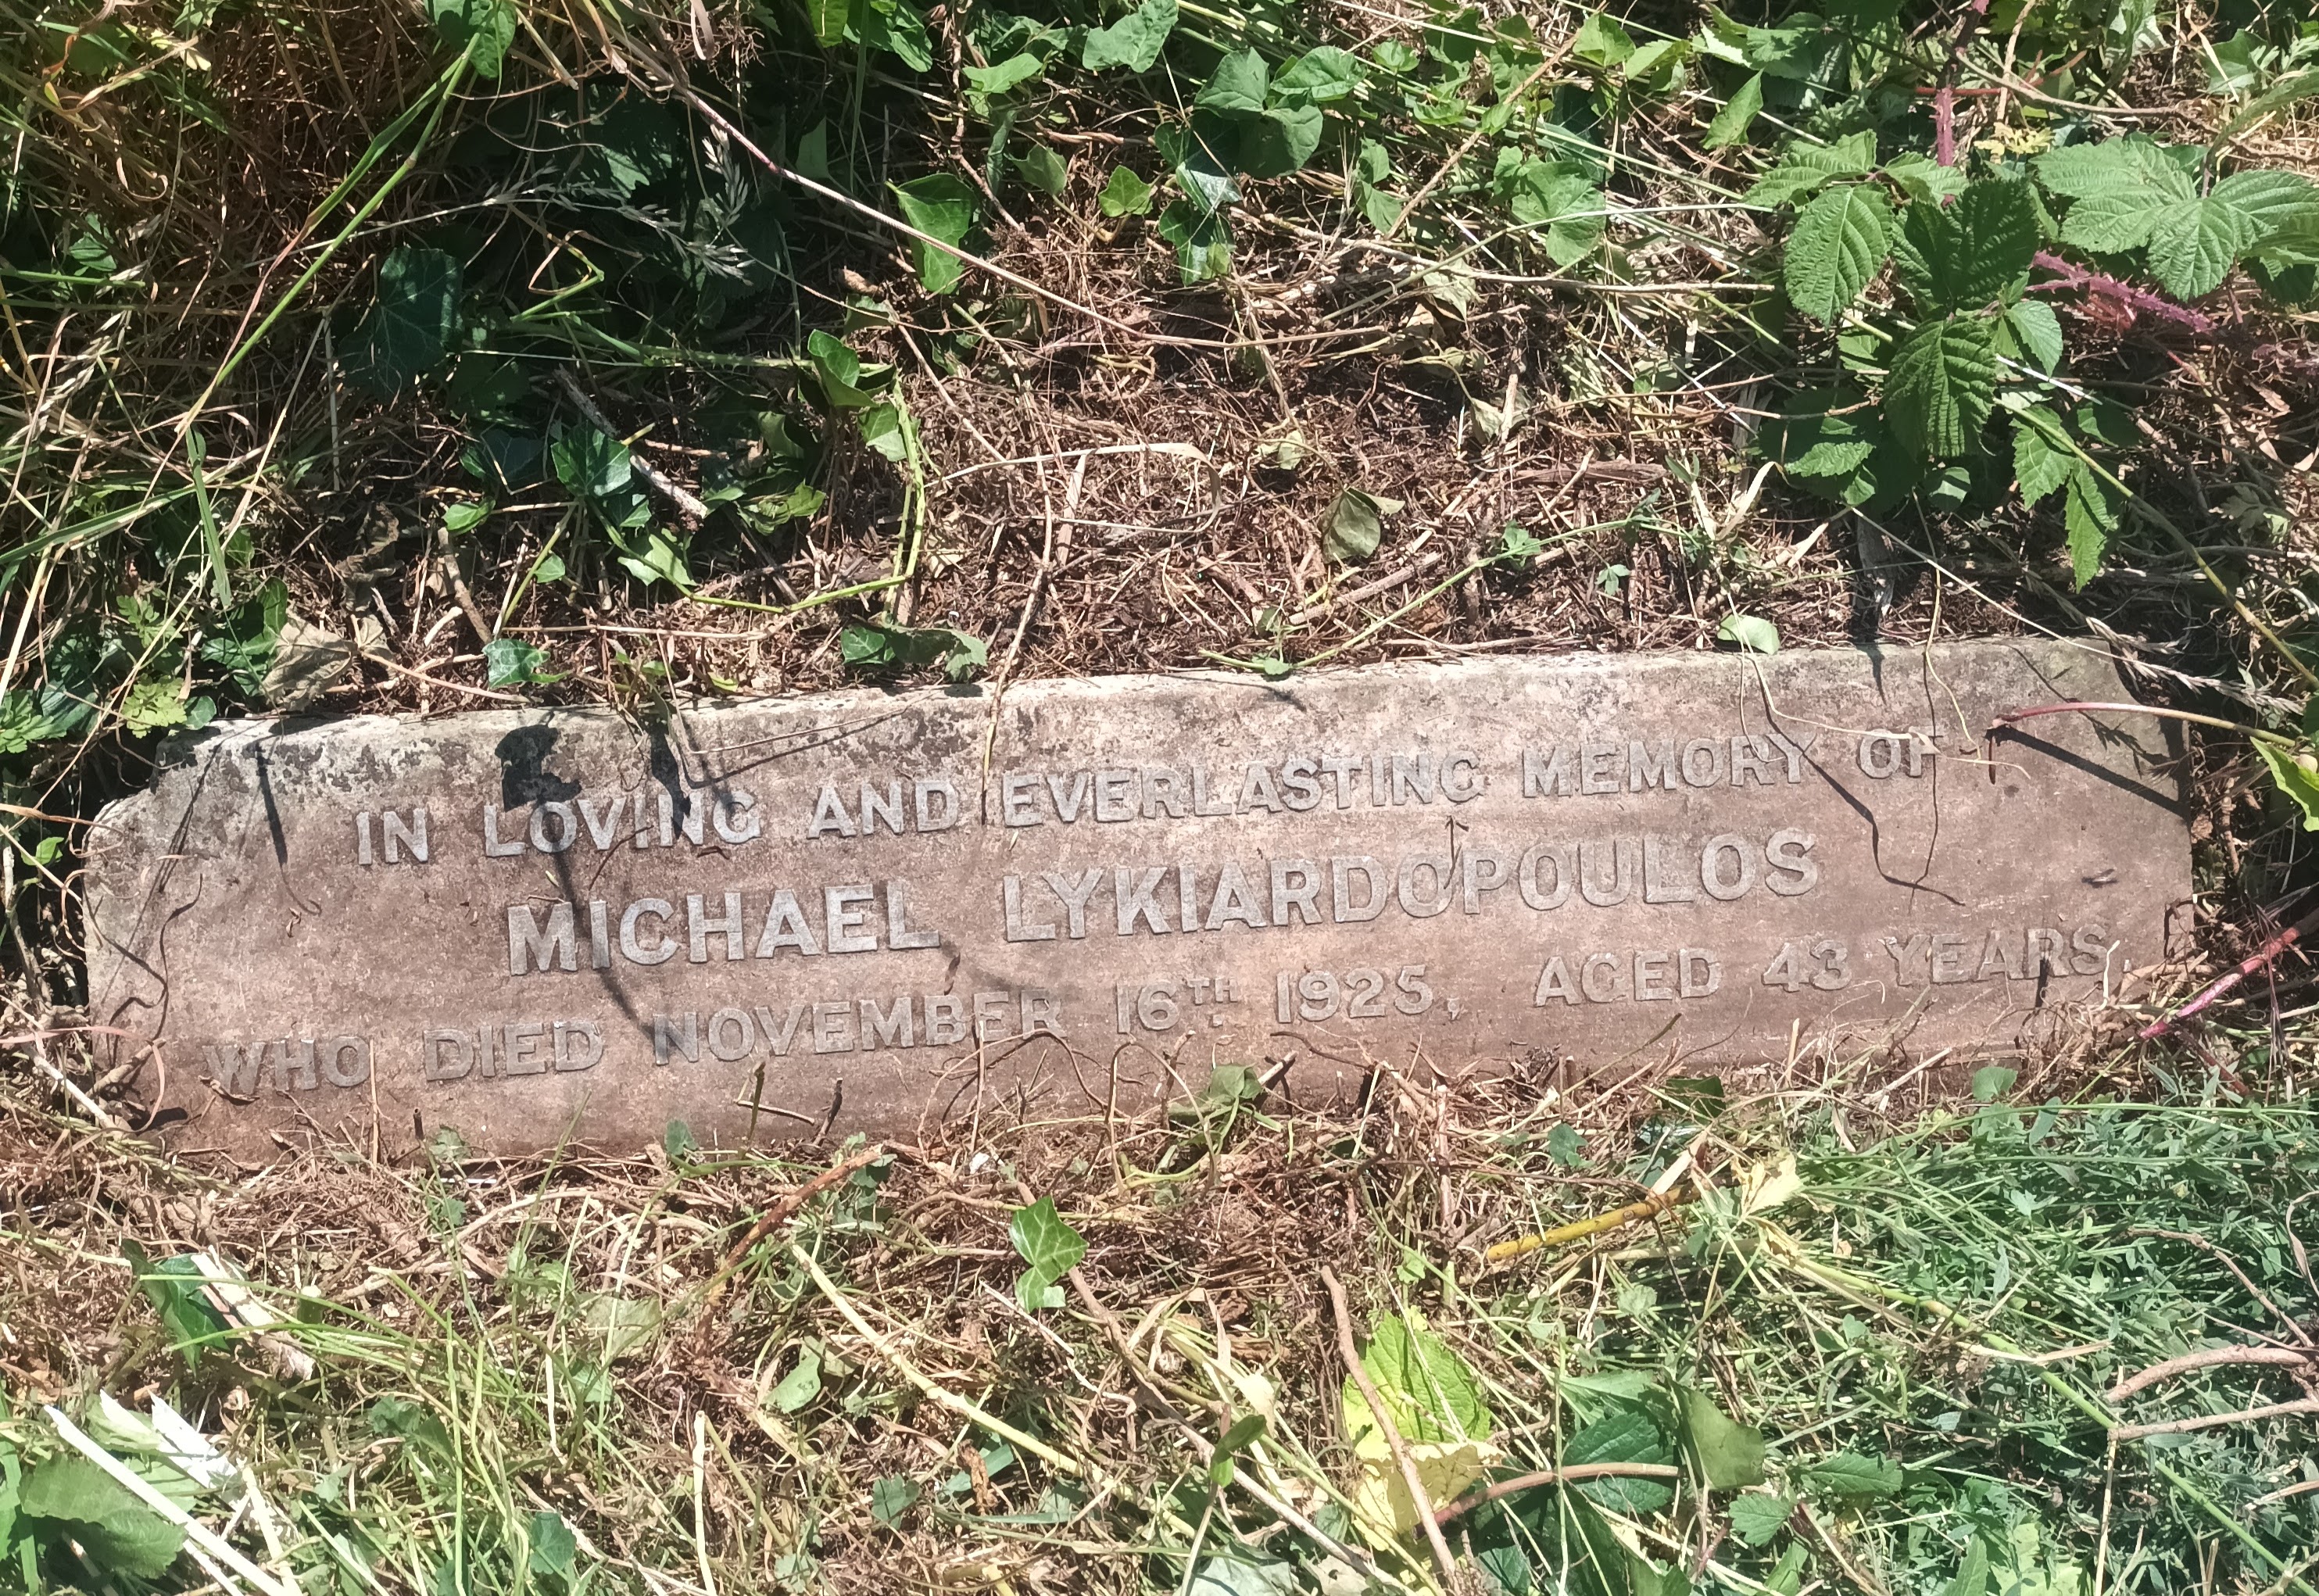 IN LOVING AND EVERLASTING MEMORY OF
MICHAEL LYKIARDOPOULOS
WHO DIED NOVEMBER 16TH 1925, AGED 43 YEARS.